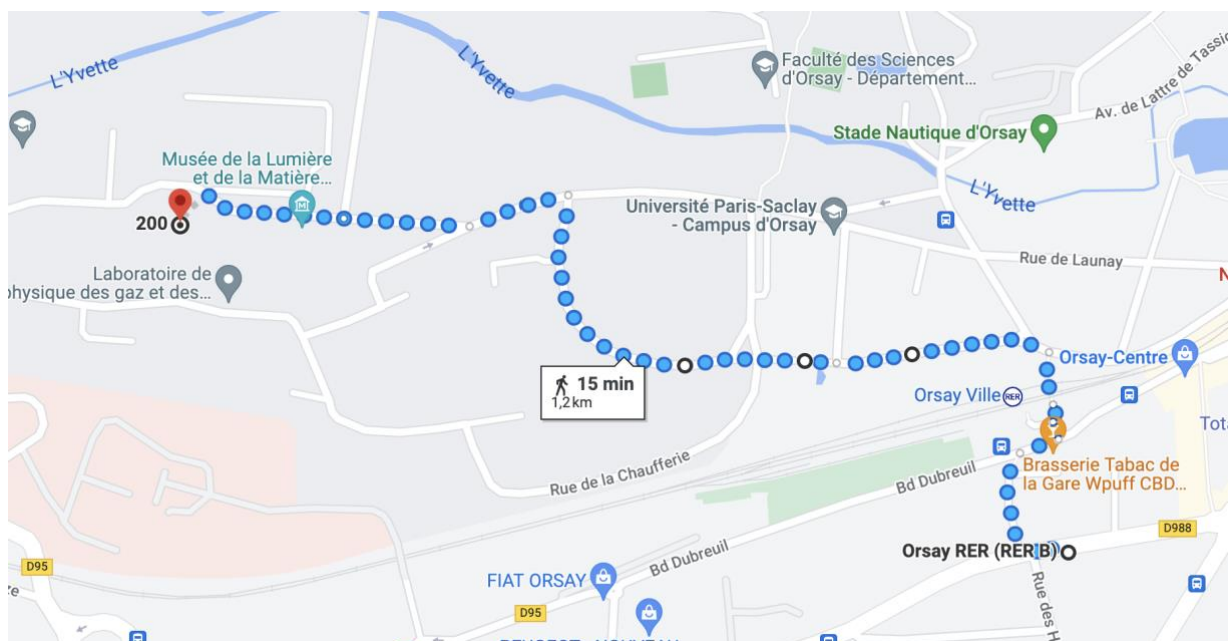 L'Yvette
L'Yvette
Faculté des Sciences
d'Orsay - Département...
Av. de Lattre de Tassig
Stade Nautique d'Orsay
Musée de la Lumière
et de la Matière...
L'Yvette
200
Université Paris-Saclay
- Campus d'Orsay
Rue de Launay
Laboratoire de
physique des gaz et des...
N
15 min
1,2 km
Orsay-Centre
Orsay Ville
RER
Tota
Rue de la Chaufferie
Bd Dubreuil
Brasserie Tabac de
la Gare Wpuff CBD...
D988
Orsay RER (RER B)
D95
FIAT ORSAY
Bd Dubreuil
Rue des H
D95